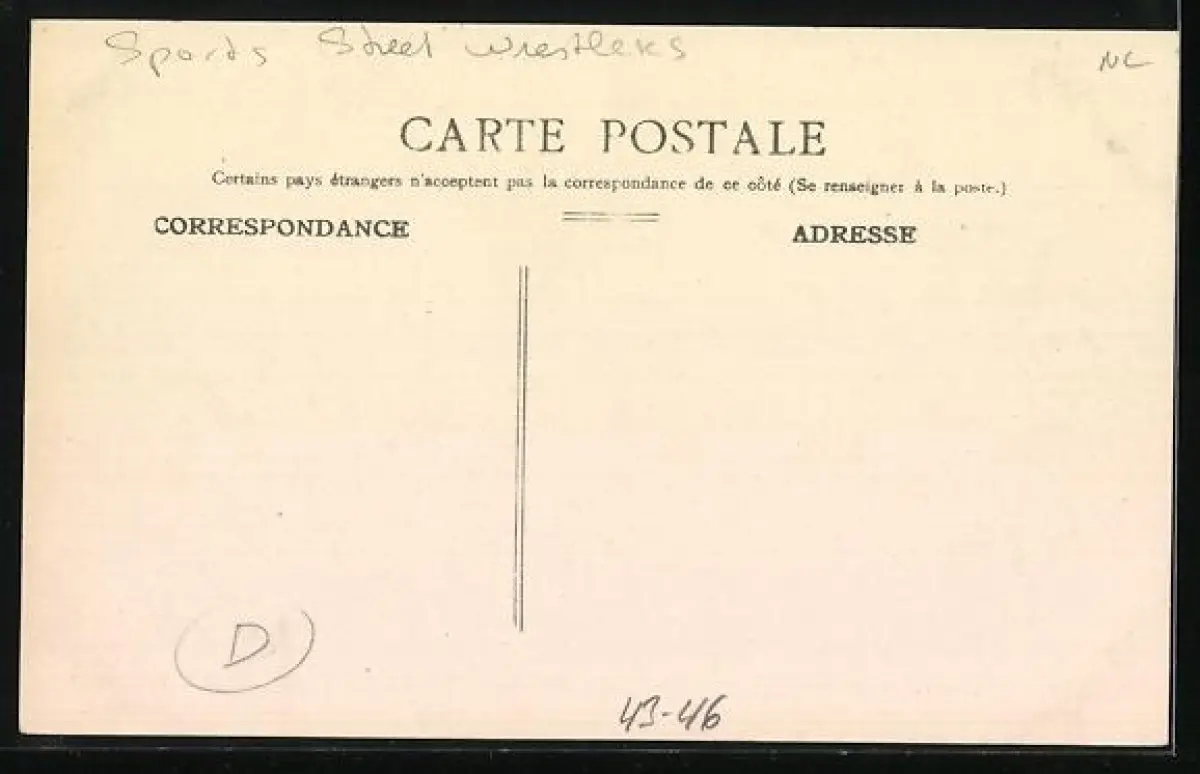 Sports Street Wrestlers NC
CARTE POSTALE
Certains pays étrangers n'acceptent pas la correspondance de ce côté (Se renseigner à la poste.)
CORRESPONDANCE ADRESSE
D
43-46